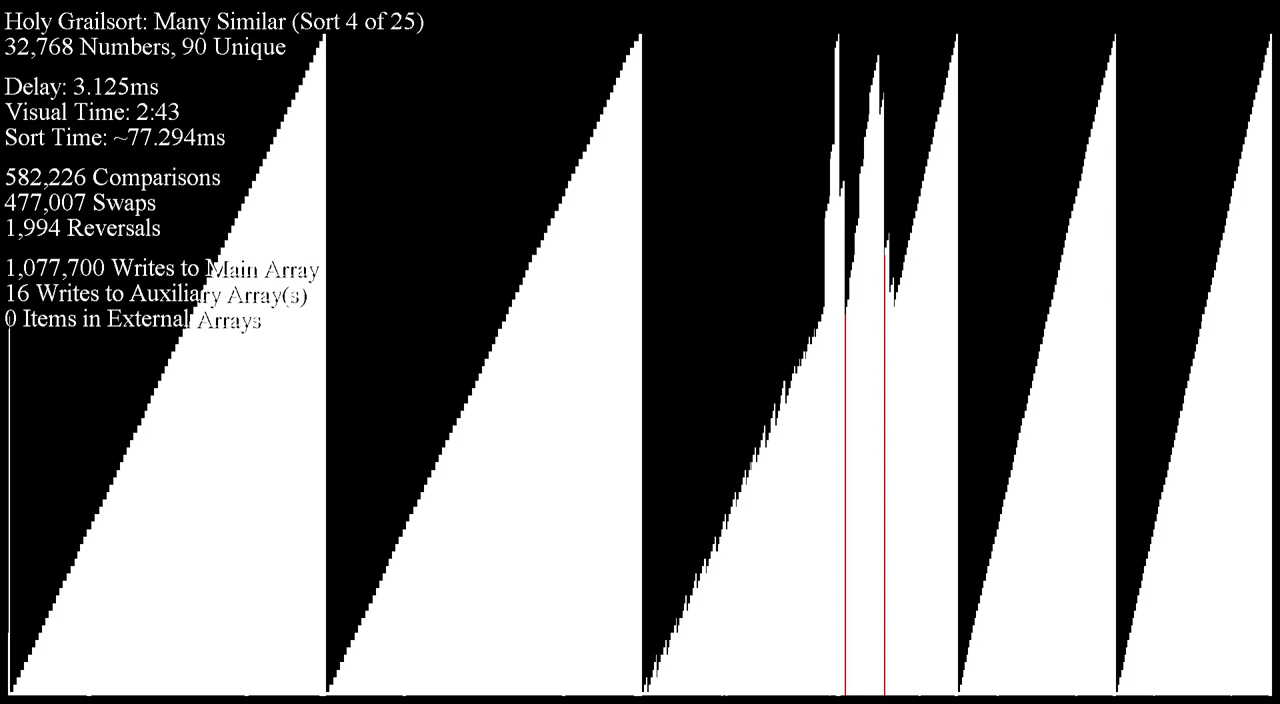 Holy Grailsort: Many Similar (Sort 4 of 25)
32,768 Numbers, 90 Unique
Delay: 3.125ms
Visual Time: 2:43
Sort Time: ~77.294ms
582,226 Comparisons
477,007 Swaps
1,994 Reversals
1,077,700 Writes to Main Array
16 Writes to Auxiliary Array(s)
0 Items in External Arrays